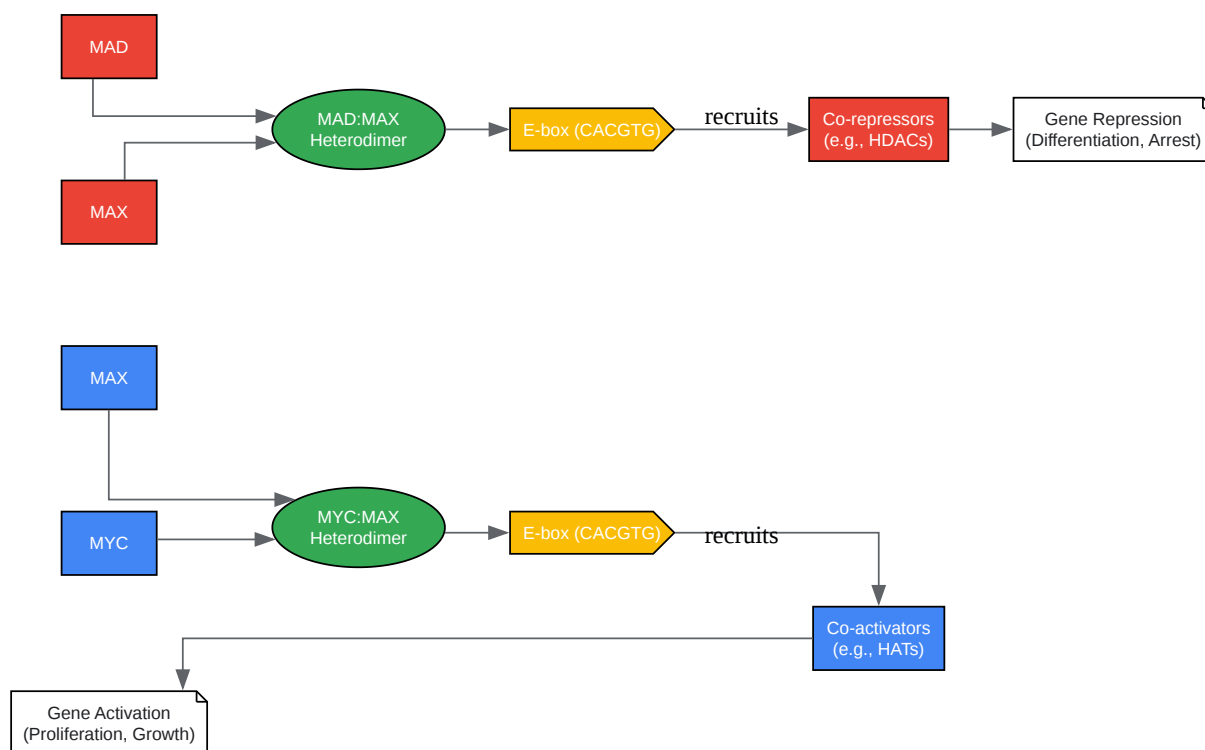 MAD
MAD:MAX
Heterodimer
E-box (CACGTG)
recruits
Co-repressors
(e.g., HDACs)
Gene Repression
(Differentiation, Arrest)
MAX
MAX
MYC
MYC:MAX
Heterodimer
E-box (CACGTG)
recruits
Co-activators
(e.g., HATs)
Gene Activation
(Proliferation, Growth)